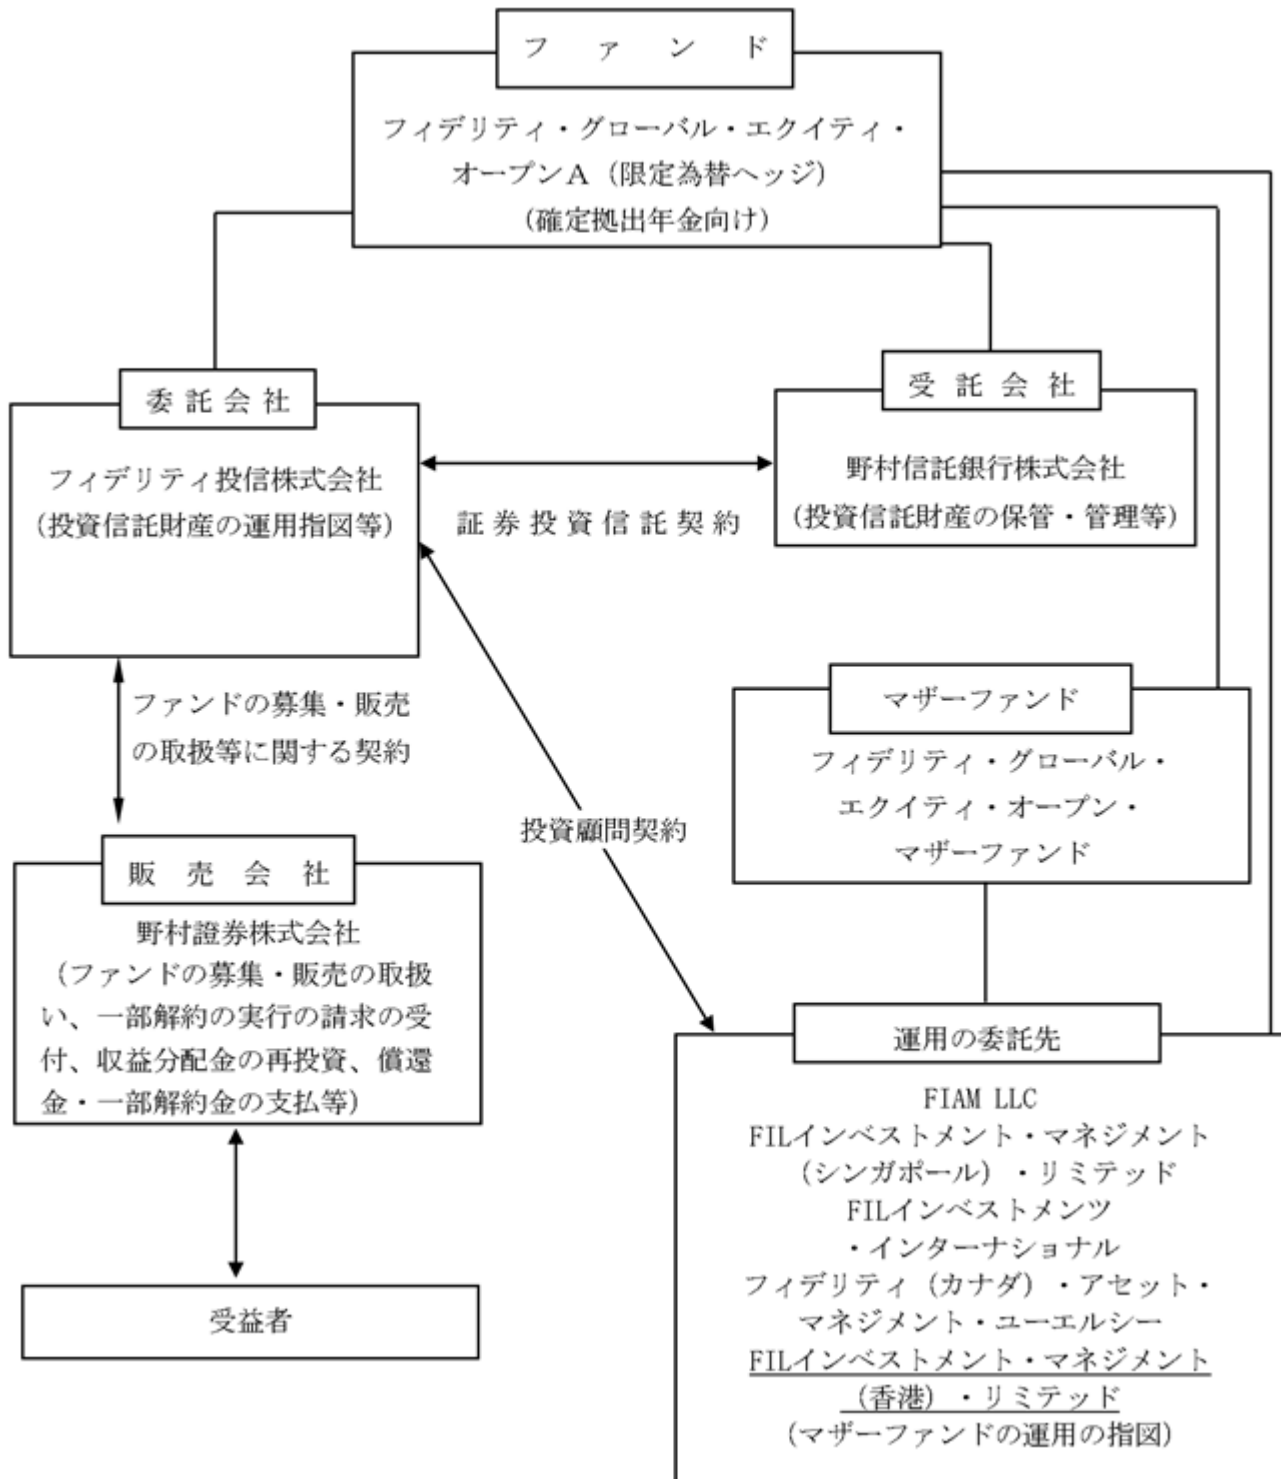 ファンド
フィデリティ・グローバル・エクイティ・
オープンA（限定為替ヘッジ）
（確定拠出年金向け）
委託会社
フィデリティ投信株式会社
（投資信託財産の運用指図等）
証券投資信託契約
受託会社
野村信託銀行株式会社
（投資信託財産の保管・管理等）
ファンドの募集・販売
の取扱等に関する契約
投資顧問契約
マザーファンド
フィデリティ・グローバル・
エクイティ・オープン・
マザーファンド
販売会社
野村證券株式会社
（ファンドの募集・販売の取扱
い、一部解約の実行の請求の受
付、収益分配金の再投資、償還
金・一部解約金の支払等）
受益者
運用の委託先
FIAM LLC
FILインベストメント・マネジメント
（シンガポール）・リミテッド
FILインベストメンツ
・インターナショナル
フィデリティ（カナダ）・アセット・
マネジメント・ユーエルシー
FILインベストメント・マネジメント
（香港）・リミテッド
（マザーファンドの運用の指図）